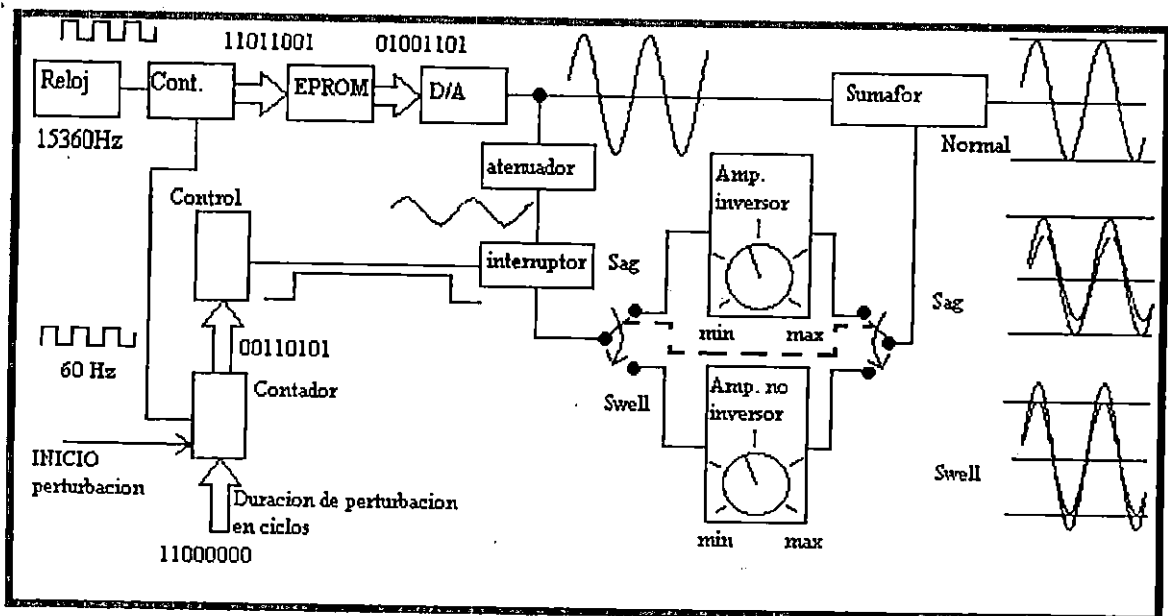 11011001
01001101
Reloj
Cont.
EPROM
D/A
Sumafor
15360Hz
Normal
atenuador
Amp.
inversor
Control
interruptor
Sag
min
max
Sag
60 Hz
00110101
Contador
Swell
Amp. no
inversor
INICIO
perturbacion
Duracion de perturbacion
en ciclos
11000000
min
max
Swell